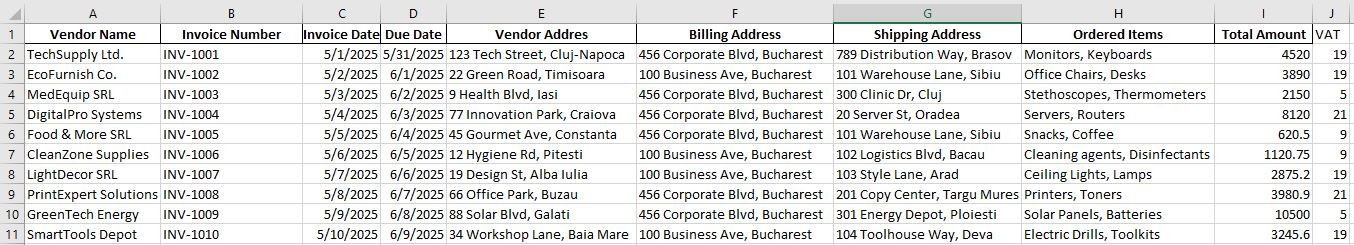 A B C D E F G H I J
1 Vendor Name Invoice Number Invoice Date Due Date Vendor Addres Billing Address Shipping Address Ordered Items Total Amount VAT
2 TechSupply Ltd. INV-1001 5/1/2025 5/31/2025 123 Tech Street, Cluj-Napoca 456 Corporate Blvd, Bucharest 789 Distribution Way, Brasov Monitors, Keyboards 4520 19
3 EcoFurnish Co. INV-1002 5/2/2025 6/1/2025 22 Green Road, Timisoara 100 Business Ave, Bucharest 101 Warehouse Lane, Sibiu Office Chairs, Desks 3890 19
4 MedEquip SRL INV-1003 5/3/2025 6/2/2025 9 Health Blvd, Iasi 456 Corporate Blvd, Bucharest 300 Clinic Dr, Cluj Stethoscopes, Thermometers 2150 5
5 DigitalPro Systems INV-1004 5/4/2025 6/3/2025 77 Innovation Park, Craiova 456 Corporate Blvd, Bucharest 20 Server St, Oradea Servers, Routers 8120 21
6 Food & More SRL INV-1005 5/5/2025 6/4/2025 45 Gourmet Ave, Constanta 456 Corporate Blvd, Bucharest 101 Warehouse Lane, Sibiu Snacks, Coffee 620.5 9
7 CleanZone Supplies INV-1006 5/6/2025 6/5/2025 12 Hygiene Rd, Pitesti 100 Business Ave, Bucharest 102 Logistics Blvd, Bacau Cleaning agents, Disinfectants 1120.75 9
8 LightDecor SRL INV-1007 5/7/2025 6/6/2025 19 Design St, Alba Iulia 100 Business Ave, Bucharest 103 Style Lane, Arad Ceiling Lights, Lamps 2875.2 19
9 PrintExpert Solutions INV-1008 5/8/2025 6/7/2025 66 Office Park, Buzau 456 Corporate Blvd, Bucharest 201 Copy Center, Targu Mures Printers, Toners 3980.9 21
10 GreenTech Energy INV-1009 5/9/2025 6/8/2025 88 Solar Blvd, Galati 456 Corporate Blvd, Bucharest 301 Energy Depot, Ploiesti Solar Panels, Batteries 10500 5
11 SmartTools Depot INV-1010 5/10/2025 6/9/2025 34 Workshop Lane, Baia Mare 100 Business Ave, Bucharest 104 Toolhouse Way, Deva Electric Drills, Toolkits 3245.6 19